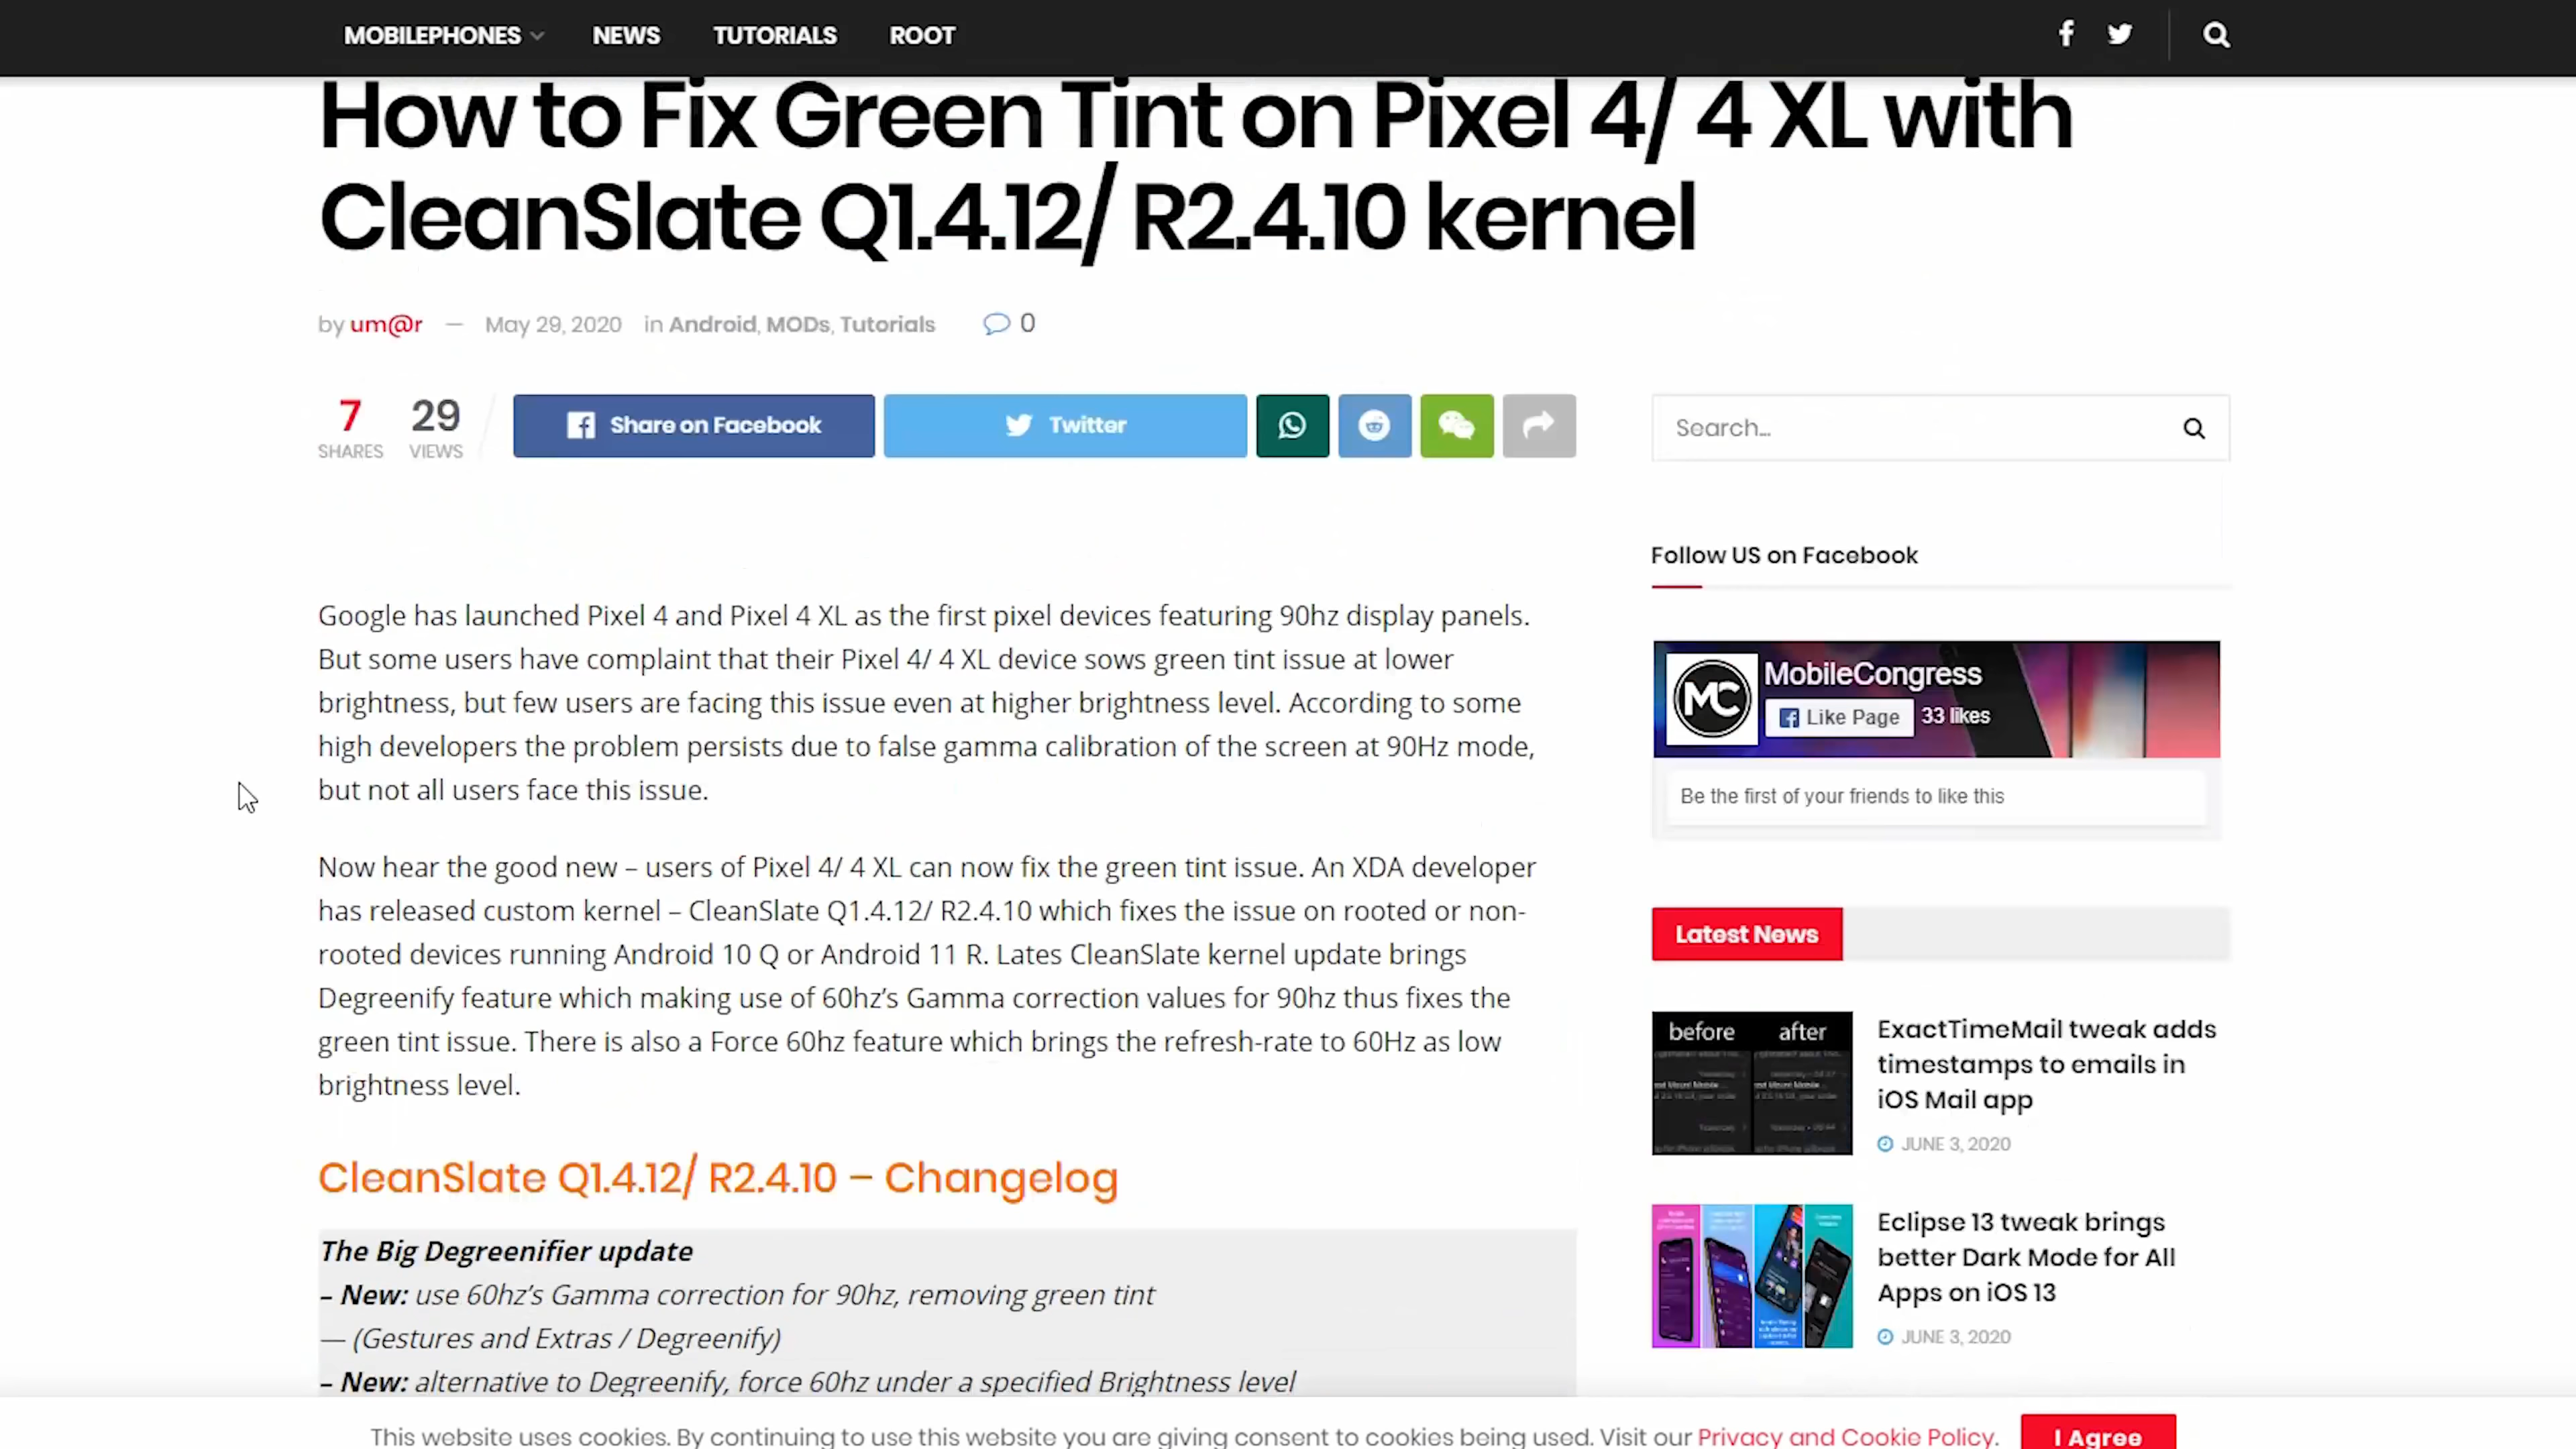 MOBILEPHONES NEWS TUTORIALS ROOT
How to Fix Green Tint on Pixel 4/ 4 XL with
CleanSlate Q1.4.12/ R2.4.10 kernel
by um@r — May 29, 2020 in Android, MODs, Tutorials 0
7 SHARES
29 VIEWS
Share on Facebook
Twitter
Google has launched Pixel 4 and Pixel 4 XL as the first pixel devices featuring 90hz display panels.
But some users have complaint that their Pixel 4/ 4 XL device sows green tint issue at lower
brightness, but few users are facing this issue even at higher brightness level. According to some
high developers the problem persists due to false gamma calibration of the screen at 90Hz mode,
but not all users face this issue.
Now hear the good new – users of Pixel 4/ 4 XL can now fix the green tint issue. An XDA developer
has released custom kernel – CleanSlate Q1.4.12/ R2.4.10 which fixes the issue on rooted or non-
rooted devices running Android 10 Q or Android 11 R. Lates CleanSlate kernel update brings
Degreenify feature which making use of 60hz’s Gamma correction values for 90hz thus fixes the
green tint issue. There is also a Force 60hz feature which brings the refresh-rate to 60Hz as low
brightness level.
CleanSlate Q1.4.12/ R2.4.10 – Changelog
The Big Degreenifier update
– New: use 60hz’s Gamma correction for 90hz, removing green tint
— (Gestures and Extras / Degreenify)
– New: alternative to Degreenify, force 60hz under a specified Brightness level
Search...
Follow US on Facebook
MC
MobileCongress
Like Page 33 likes
Be the first of your friends to like this
Latest News
before after
ExactTimeMail tweak adds
timestamps to emails in
iOS Mail app
JUNE 3, 2020
Eclipse 13 tweak brings
better Dark Mode for All
Apps on iOS 13
JUNE 3, 2020
This website uses cookies. By continuing to use this website you are giving consent to cookies being used. Visit our Privacy and Cookie Policy.
I Agree